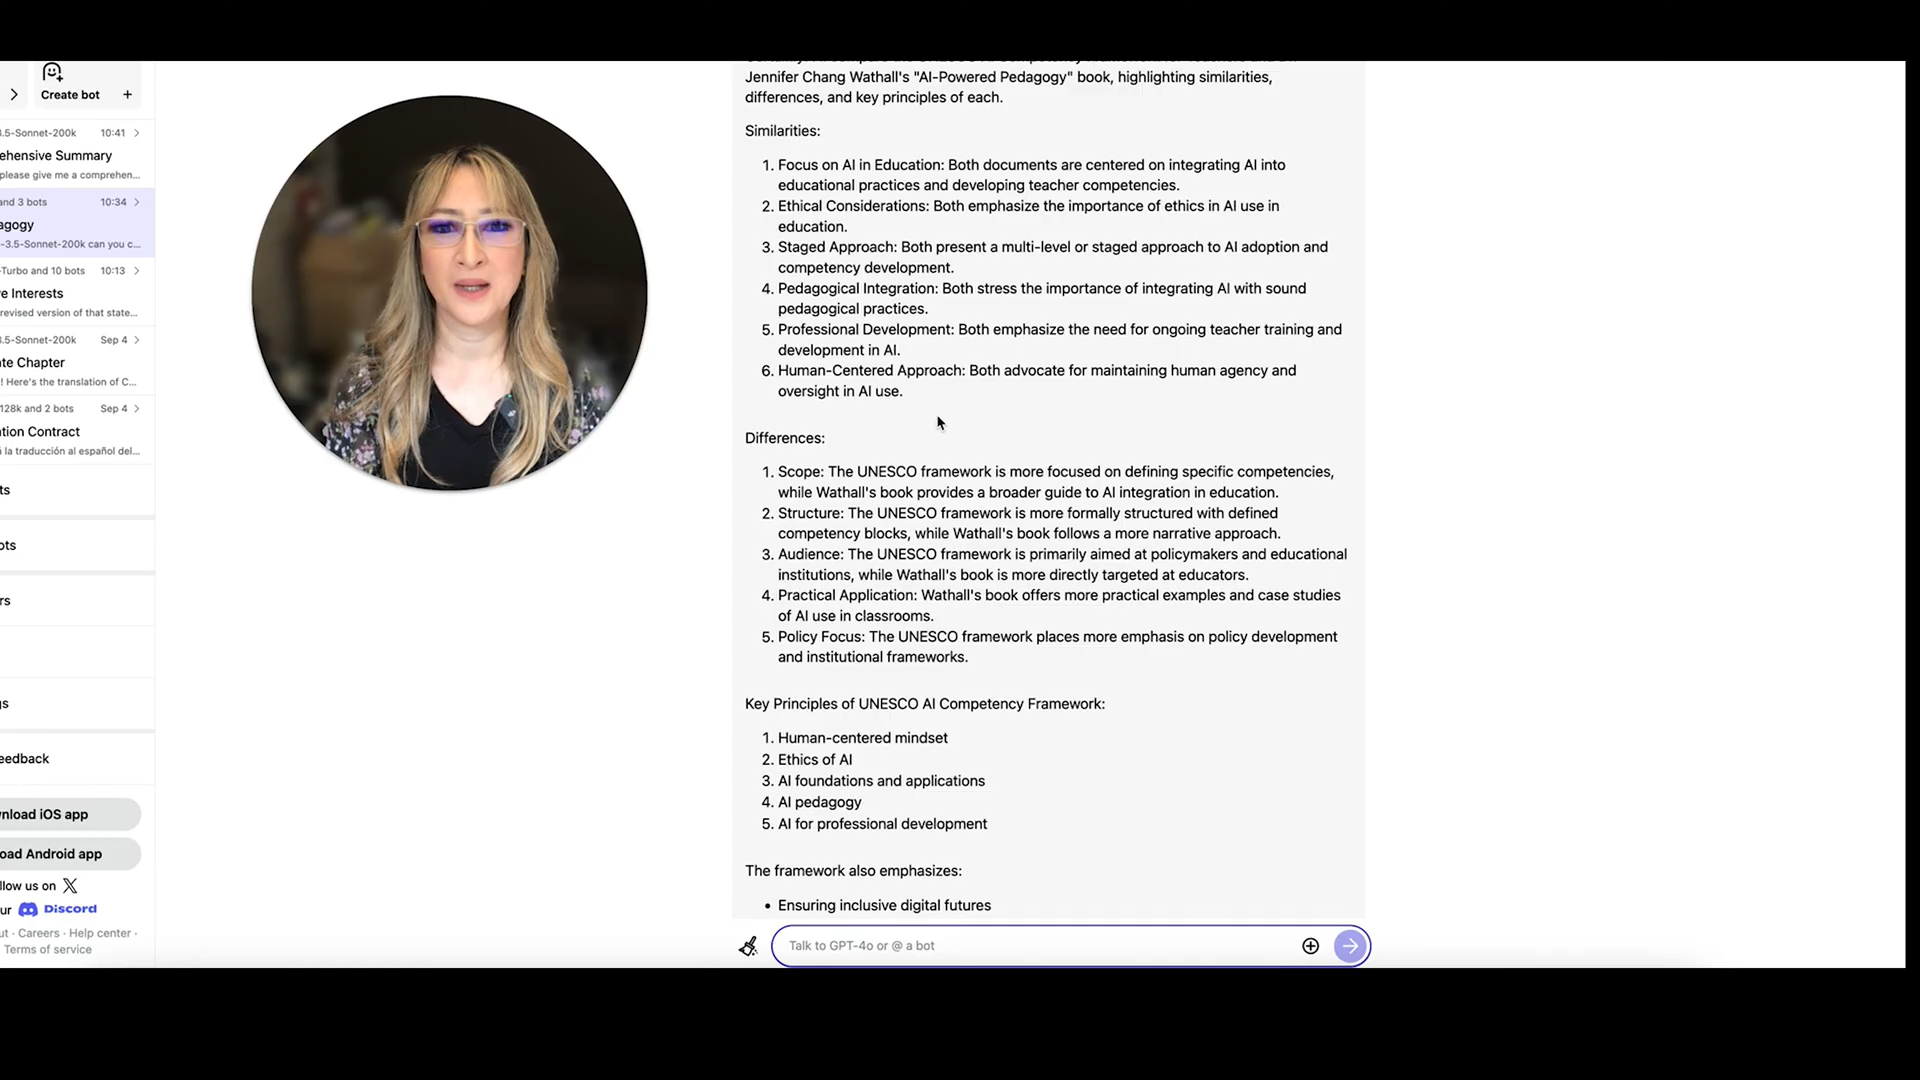 Create bot +
3.5-Sonnet-200k 10:41
ehensive Summary
please give me a comprehen...
and 3 bots 10:34
agogy
-3.5-Sonnet-200k can you c...
-Turbo and 10 bots 10:13
e Interests
revised version of that state...
3.5-Sonnet-200k Sep 4
ate Chapter
! Here's the translation of C...
128k and 2 bots Sep 4
tion Contract
la traducción al español del...
ts
ots
rs
gs
eedback
nload iOS app
oad Android app
llow us on X
ur Discord
ut · Careers · Help center ·
Terms of service
Jennifer Chang Wathall's "AI-Powered Pedagogy" book, highlighting similarities,
differences, and key principles of each.
Similarities:
1. Focus on AI in Education: Both documents are centered on integrating AI into
educational practices and developing teacher competencies.
2. Ethical Considerations: Both emphasize the importance of ethics in AI use in
education.
3. Staged Approach: Both present a multi-level or staged approach to AI adoption and
competency development.
4. Pedagogical Integration: Both stress the importance of integrating AI with sound
pedagogical practices.
5. Professional Development: Both emphasize the need for ongoing teacher training and
development in AI.
6. Human-Centered Approach: Both advocate for maintaining human agency and
oversight in AI use.
Differences:
1. Scope: The UNESCO framework is more focused on defining specific competencies,
while Wathall's book provides a broader guide to AI integration in education.
2. Structure: The UNESCO framework is more formally structured with defined
competency blocks, while Wathall's book follows a more narrative approach.
3. Audience: The UNESCO framework is primarily aimed at policymakers and educational
institutions, while Wathall's book is more directly targeted at educators.
4. Practical Application: Wathall's book offers more practical examples and case studies
of AI use in classrooms.
5. Policy Focus: The UNESCO framework places more emphasis on policy development
and institutional frameworks.
Key Principles of UNESCO AI Competency Framework:
1. Human-centered mindset
2. Ethics of AI
3. AI foundations and applications
4. AI pedagogy
5. AI for professional development
The framework also emphasizes:
• Ensuring inclusive digital futures
Talk to GPT-4o or @ a bot